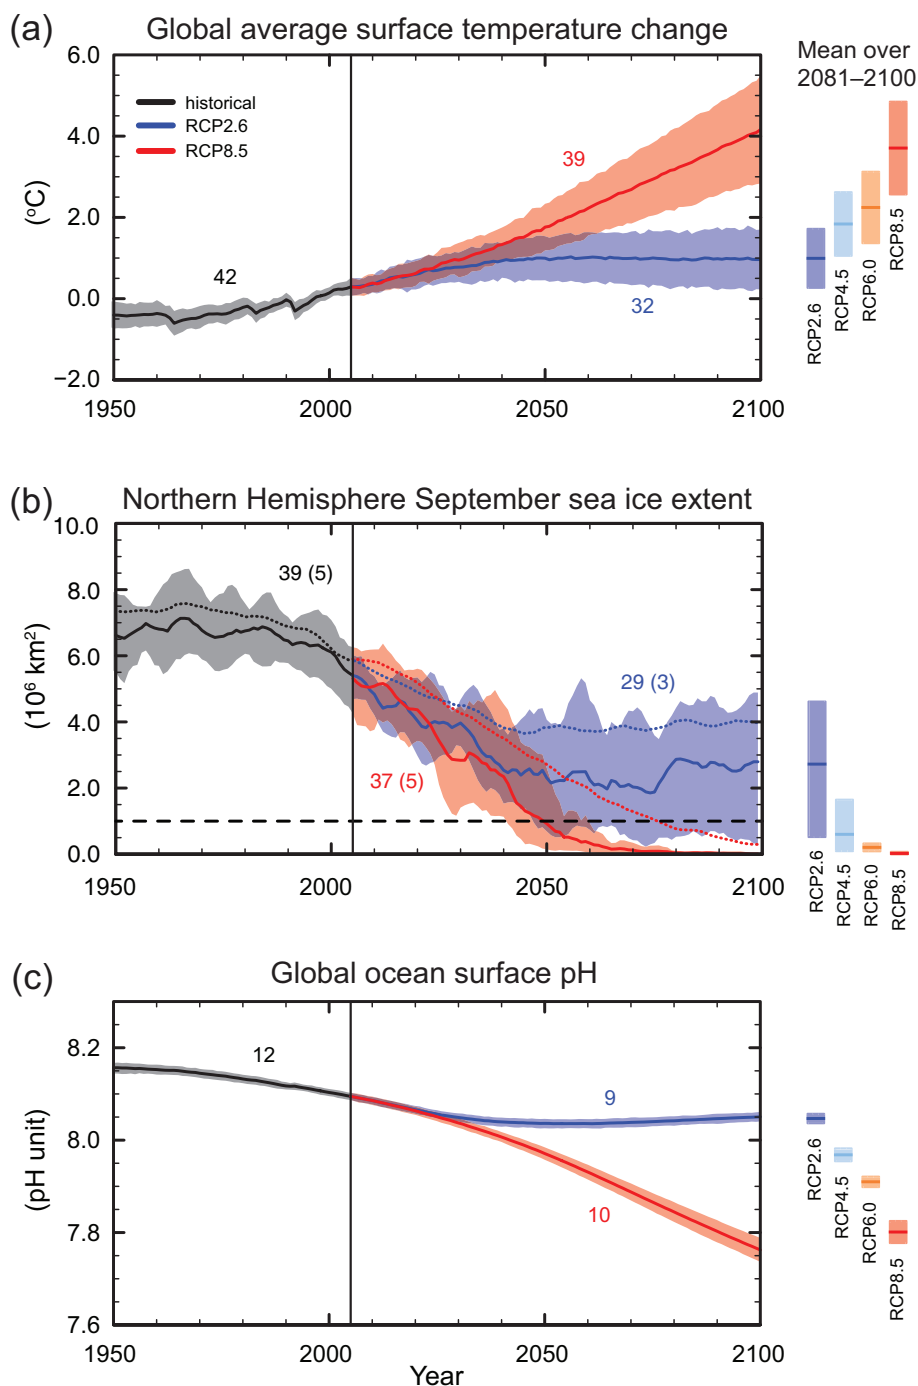 (a) Global average surface temperature change
Mean over
2081–2100
6.0
4.0
2.0
0.0
−2.0
(°C)
historical
RCP2.6
RCP8.5
42
39
32
1950
2000
2050
2100
RCP2.6
RCP4.5
RCP6.0
RCP8.5
(b) Northern Hemisphere September sea ice extent
10.0
8.0
6.0
4.0
2.0
0.0
(10⁶ km²)
39 (5)
29 (3)
37 (5)
1950
2000
2050
2100
RCP2.6
RCP4.5
RCP6.0
RCP8.5
(c) Global ocean surface pH
8.2
8.0
7.8
7.6
(pH unit)
12
9
10
1950
2000
2050
2100
Year
RCP2.6
RCP4.5
RCP6.0
RCP8.5